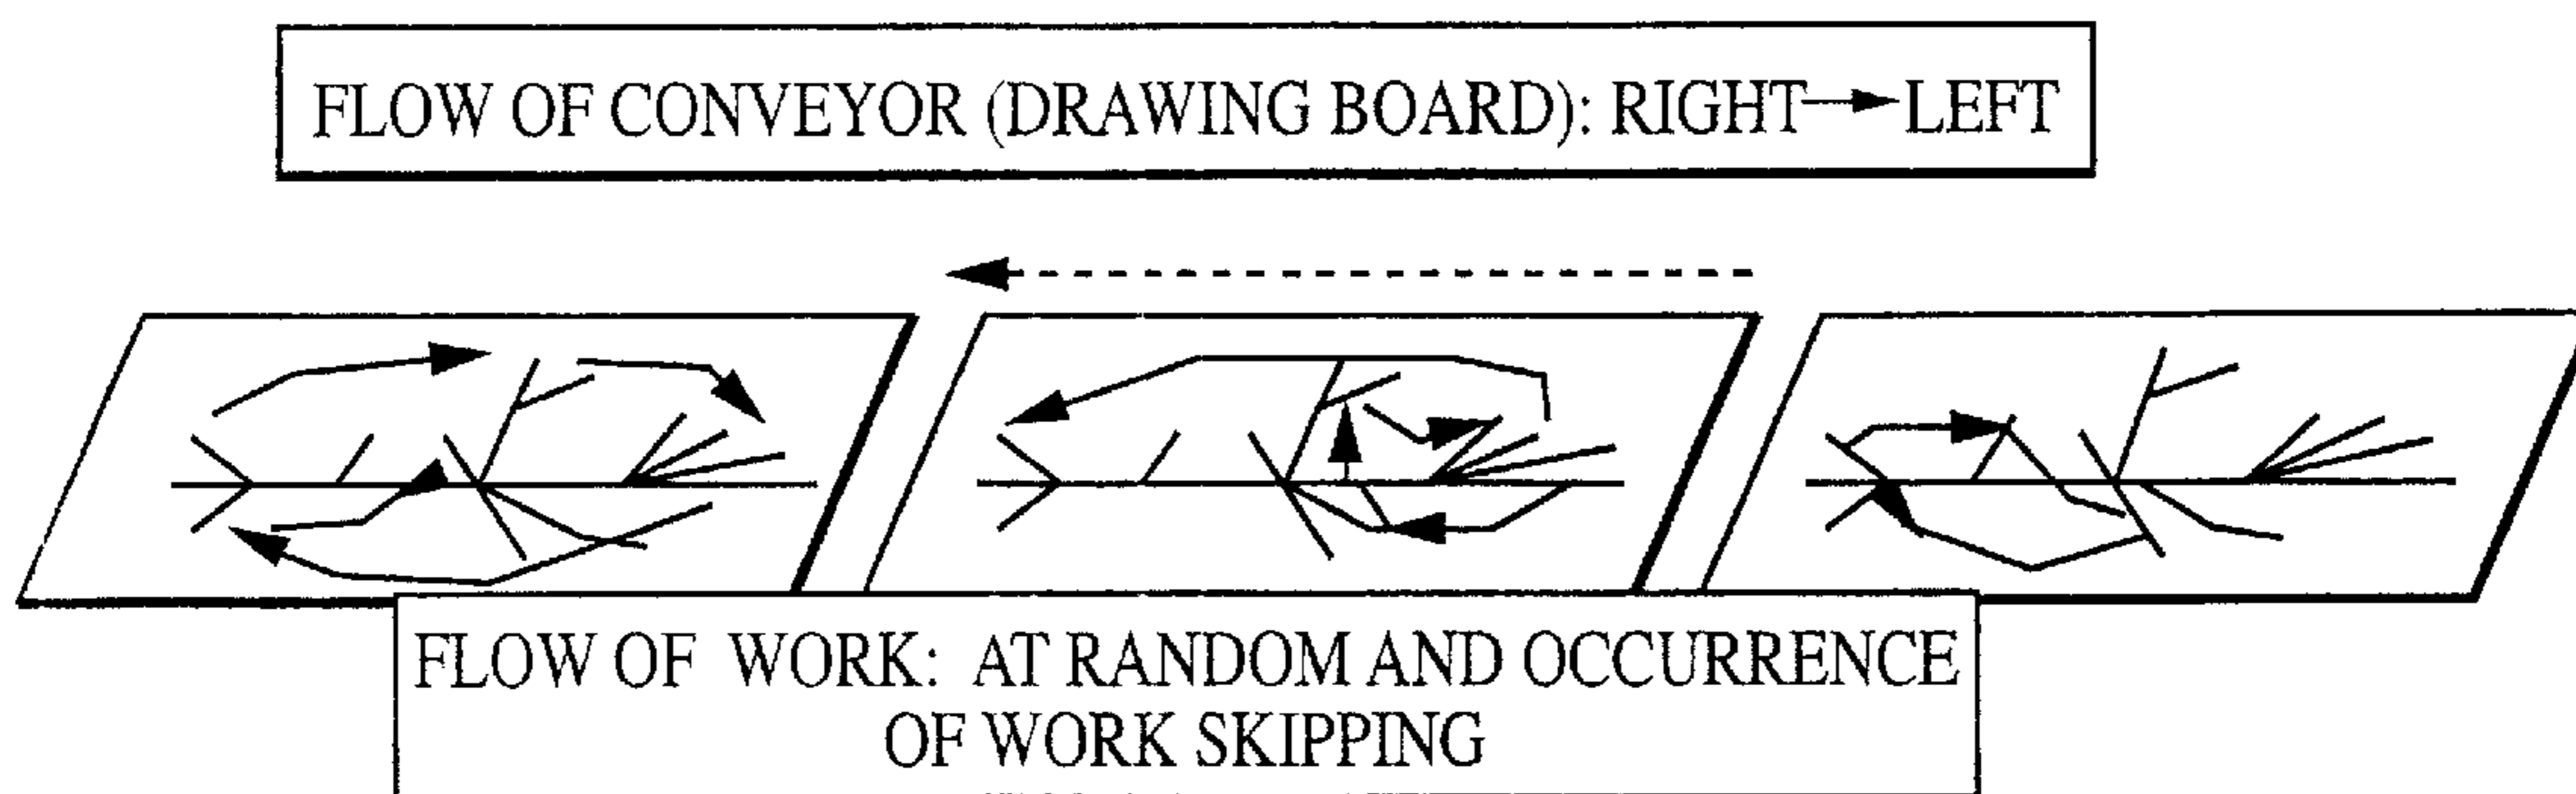 FLOW OF CONVEYOR (DRAWING BOARD): RIGHT→LEFT
FLOW OF WORK: AT RANDOM AND OCCURRENCE
OF WORK SKIPPING